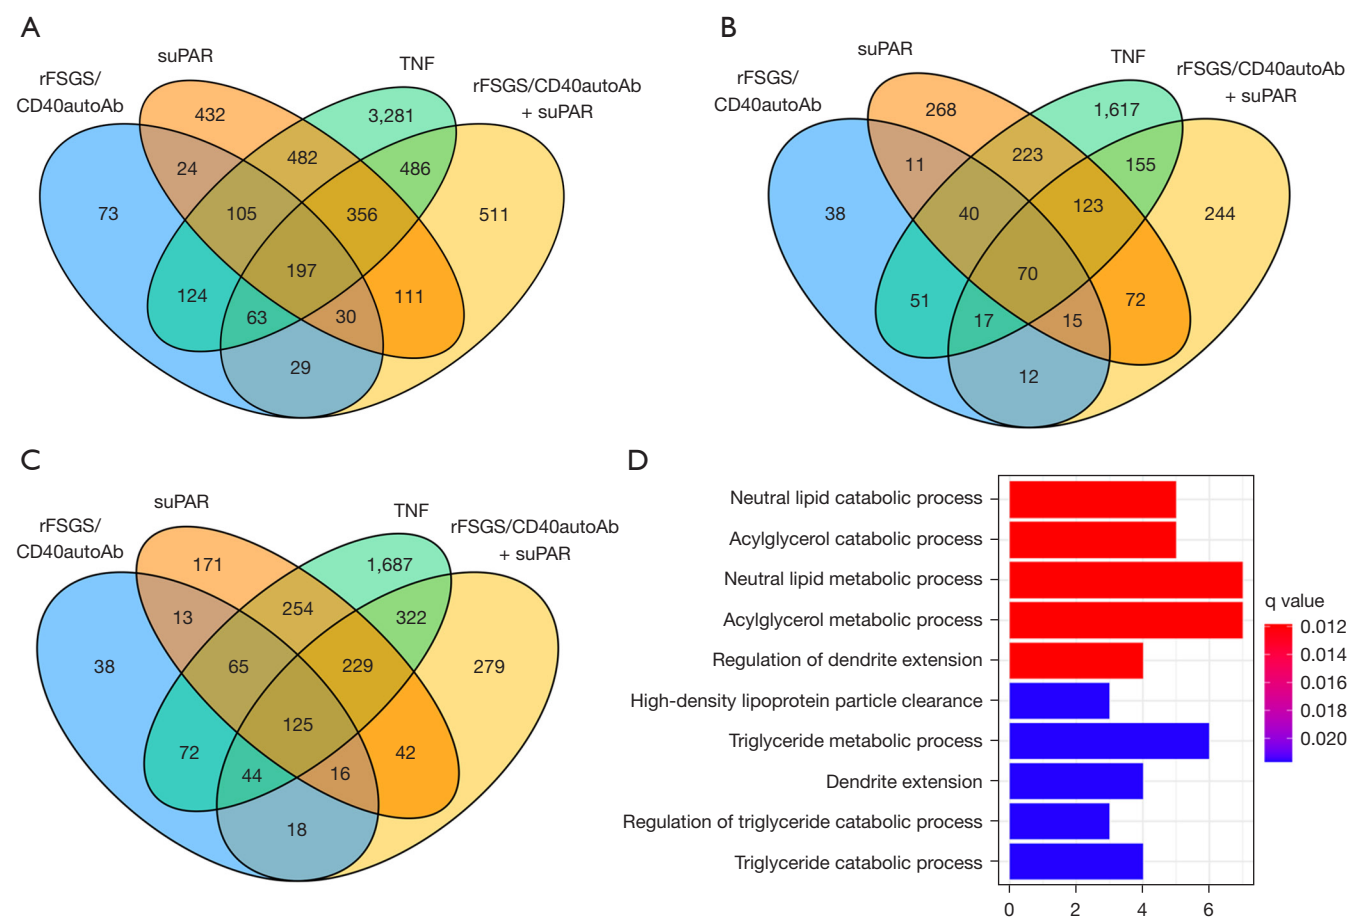 A
suPAR
TNF
rFSGS/
CD40autoAb
rFSGS/CD40autoAb
+ suPAR
432
3,281
24
482
486
73
105
356
511
197
124
111
63
30
29
B
suPAR
TNF
rFSGS/
CD40autoAb
rFSGS/CD40autoAb
+ suPAR
268
1,617
11
223
155
38
40
123
244
70
51
72
17
15
12
C
suPAR
TNF
rFSGS/
CD40autoAb
rFSGS/CD40autoAb
+ suPAR
171
1,687
13
254
322
38
65
229
279
125
72
42
44
16
18
D
Neutral lipid catabolic process
Acylglycerol catabolic process
Neutral lipid metabolic process
Acylglycerol metabolic process
Regulation of dendrite extension
High-density lipoprotein particle clearance
Triglyceride metabolic process
Dendrite extension
Regulation of triglyceride catabolic process
Triglyceride catabolic process
0 2 4 6
q value
0.012
0.014
0.016
0.018
0.020